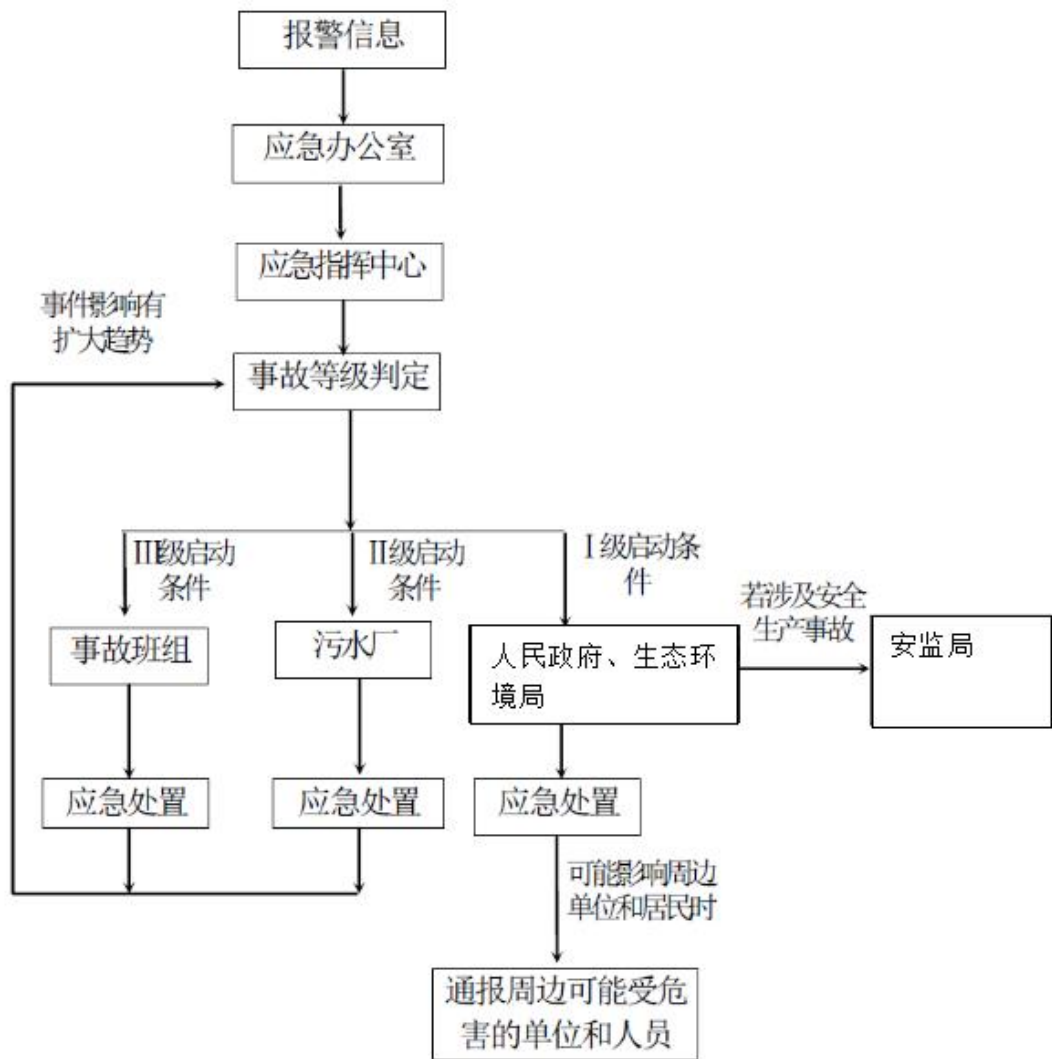 报警信息
应急办公室
应急指挥中心
事件影响有
扩大趋势
事故等级判定
III级启动
条件
II级启动
条件
I级启动条
件
若涉及安全
生产事故
事故班组
污水厂
人民政府、生态环
境局
安监局
应急处置
应急处置
应急处置
可能影响周边
单位和居民时
通报周边可能受危
害的单位和人员